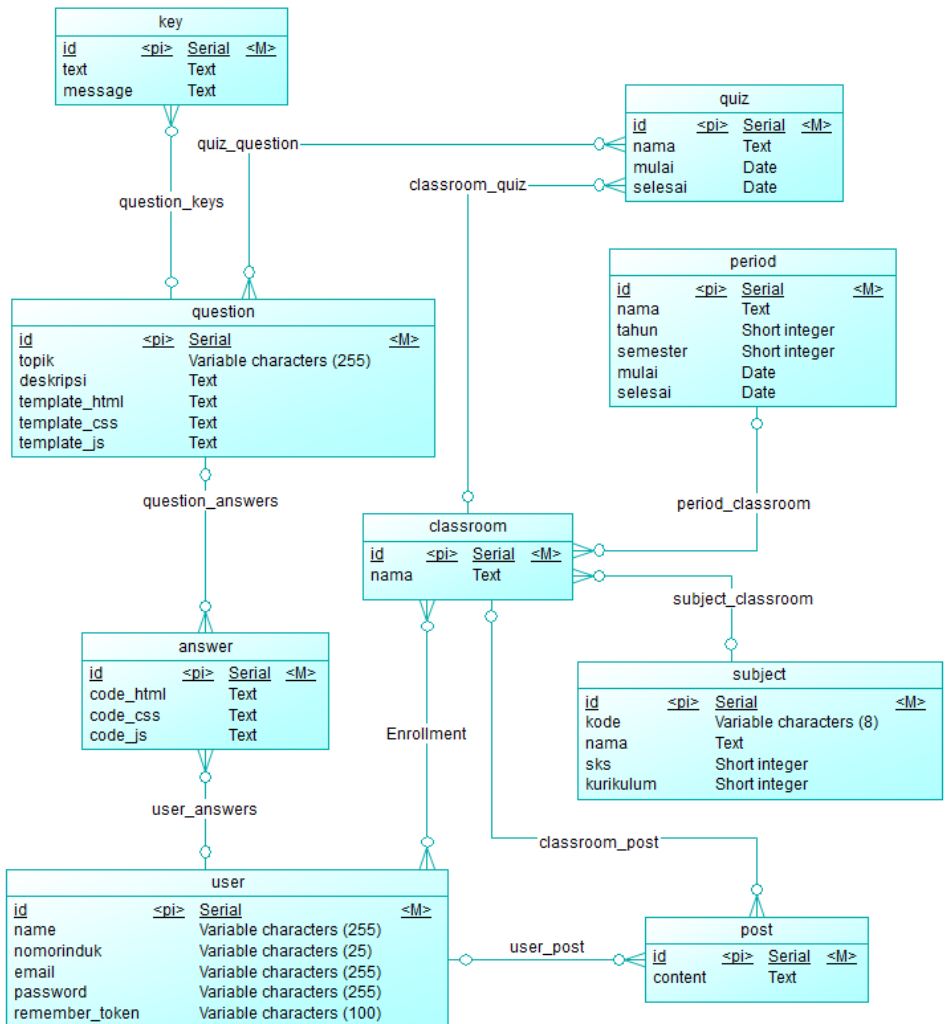 key
id <pi> Serial <M>
text Text
message Text
quiz
id <pi> Serial <M>
nama Text
mulai Date
selesai Date
quiz_question
classroom_quiz
question_keys
period
id <pi> Serial <M>
nama Text
tahun Short integer
semester Short integer
mulai Date
selesai Date
question
id <pi> Serial <M>
topik Variable characters (255)
deskripsi Text
template_html Text
template_css Text
template_js Text
question_answers
period_classroom
classroom
id <pi> Serial <M>
nama Text
subject_classroom
answer
id <pi> Serial <M>
code_html Text
code_css Text
code_js Text
subject
id <pi> Serial <M>
kode Variable characters (8)
nama Text
sks Short integer
kurikulum Short integer
Enrollment
user_answers
classroom_post
user
id <pi> Serial <M>
name Variable characters (255)
nomorinduk Variable characters (25)
email Variable characters (255)
password Variable characters (255)
remember_token Variable characters (100)
user_post
post
id <pi> Serial <M>
content Text